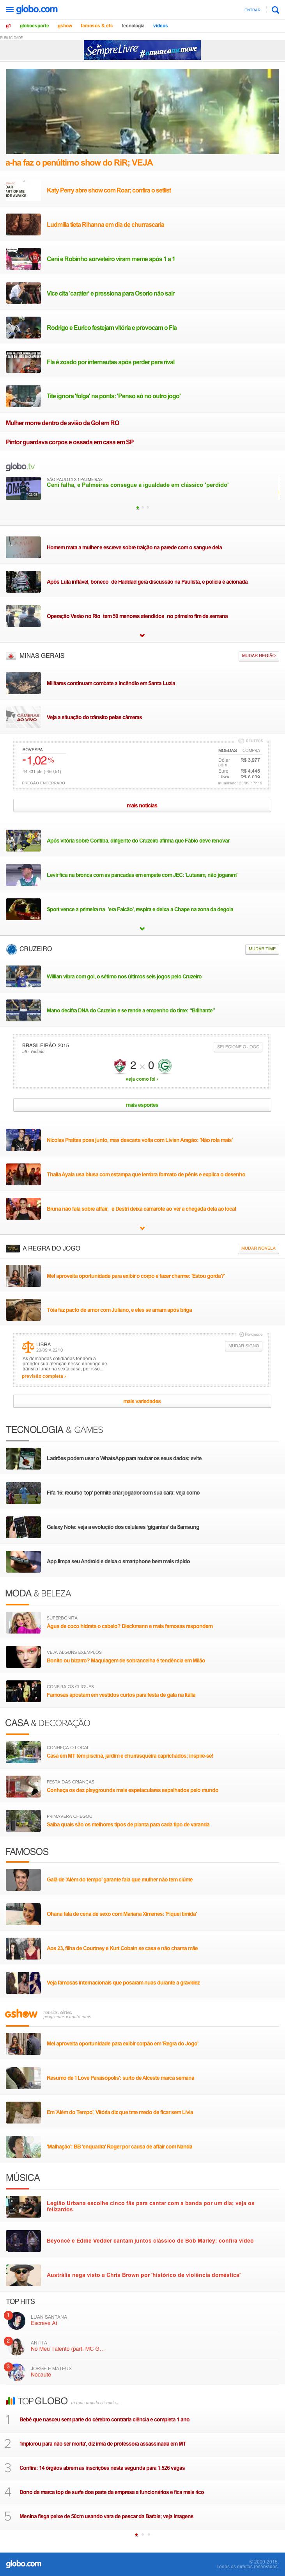 globo.com
ENTRAR
g1 globoesporte gshow famosos & etc tecnologia vídeos
PUBLICIDADE
SEMPRE LIVRE
a-ha faz o penúltimo show do RiR; VEJA
Katy Perry abre show com Roar; confira o setlist
Ludmilla tieta Rihanna em dia de churrascaria
Ceni e Robinho sorveteiro viram meme após 1 a 1
Vice cita 'caráter' e pressiona para Osorio não sair
Rodrigo e Eurico festejam vitória e provocam o Fla
Fla é zoado por internautas após perder para rival
Tite ignora 'folga' na ponta: 'Penso só no outro jogo'
Mulher morre dentro de avião da Gol em RO
Pintor guardava corpos e ossada em casa em SP
globo.tv
SÃO PAULO 1 X 1 PALMEIRAS
Ceni falha, e Palmeiras consegue a igualdade em clássico 'perdido'
Homem mata a mulher e escreve sobre traição na parede com o sangue dela
Após Lula inflável, boneco de Haddad gera discussão na Paulista, e polícia é acionada
Operação Verão no Rio tem 50 menores atendidos no primeiro fim de semana
MINAS GERAIS
MUDAR REGIÃO
Militares continuam combate a incêndio em Santa Luzia
CÂMERAS AO VIVO
Veja a situação do trânsito pelas câmeras
IBOVESPA
-1,02 %
PREGÃO ENCERRADO
MOEDAS COMPRA
Dólar com. R$ 3,977
Euro R$ 4,445
mais notícias
Após vitória sobre Coritiba, dirigente do Cruzeiro afirma que Fábio deve renovar
Levir fica na bronca com as pancadas em empate com JEC: 'Lutaram, não jogaram'
Sport vence a primeira na 'era Falcão', respira e deixa a Chape na zona da degola
CRUZEIRO
MUDAR TIME
Willian vibra com gol, o sétimo nos últimos seis jogos pelo Cruzeiro
Mano decifra DNA do Cruzeiro e se rende a empenho do time: "Brilhante"
BRASILEIRÃO 2015
SELECIONE O JOGO
28ª rodada
2 x 0
veja como foi ›
mais esportes
Nicolas Prattes posa junto, mas descarta volta com Lívian Aragão: 'Não rola mais'
Thaila Ayala usa blusa com estampa que lembra formato de pênis e explica o desenho
Bruna não fala sobre affair, e Destri deixa camarote ao ver a chegada dela ao local
A REGRA DO JOGO
MUDAR NOVELA
Mel aproveita oportunidade para exibir o corpo e fazer charme: 'Estou gorda?'
Tóia faz pacto de amor com Juliano, e eles se amam após briga
LIBRA
23/09 a 22/10
MUDAR SIGNO
As demandas cotidianas tendem a
prender sua atenção nesse domingo de
trânsito lunar na sexta casa, por isso...
previsão completa ›
mais variedades
TECNOLOGIA & GAMES
Ladrões podem usar o WhatsApp para roubar os seus dados; evite
Fifa 16: recurso 'top' permite criar jogador com sua cara; veja como
Galaxy Note: veja a evolução dos celulares 'gigantes' da Samsung
App limpa seu Android e deixa o smartphone bem mais rápido
MODA & BELEZA
SUPERBONITA
Água de coco hidrata o cabelo? Dieckmann e mais famosas respondem
VEJA ALGUNS EXEMPLOS
Bonito ou bizarro? Maquiagem de sobrancelha é tendência em Milão
CONFIRA OS CLIQUES
Famosas apostam em vestidos curtos para festa de gala na Itália
CASA & DECORAÇÃO
CONHEÇA O LOCAL
Casa em MT tem piscina, jardim e churrasqueira caprichados; inspire-se!
FESTA DAS CRIANÇAS
Conheça os dez playgrounds mais espetaculares espalhados pelo mundo
PRIMAVERA CHEGOU
Saiba quais são os melhores tipos de planta para cada tipo de varanda
FAMOSOS
Galã de 'Além do tempo' garante fala que mulher não tem ciúme
Ohana fala de cena de sexo com Mariana Ximenes: 'Fiquei tímida'
Aos 23, filha de Courtney e Kurt Cobain se casa e não chama mãe
Veja famosas internacionais que posaram nuas durante a gravidez
gshow
novelas, séries,
programas e muito mais
Mel aproveita oportunidade para exibir corpão em 'Regra do Jogo'
Resumo de 'I Love Paraisópolis': surto de Alceste marca semana
Em 'Além do Tempo', Vitória diz que tme medo de ficar sem Lívia
'Malhação': BB 'enquadra' Roger por causa de affair com Nanda
MÚSICA
Legião Urbana escolhe cinco fãs para cantar com a banda por um dia; veja os
felizardos
Beyoncé e Eddie Vedder cantam juntos clássico de Bob Marley; confira vídeo
Austrália nega visto a Chris Brown por 'histórico de violência doméstica'
TOP HITS
1
LUAN SANTANA
Escreve Aí
2
ANITTA
No Meu Talento (part. MC G...
3
JORGE E MATEUS
Nocaute
TOP GLOBO
1 Bebê que nasceu sem parte do cérebro contraria ciência e completa 1 ano
2 'Implorou para não ser morta', diz irmã de professora assassinada em MT
3 Confira: 14 órgãos abrem as inscrições nesta segunda para 1.526 vagas
4 Dono da marca top de surfe doa parte da empresa a funcionários e fica mais rico
5 Menina fisga peixe de 50cm usando vara de pescar da Barbie; veja imagens
globo.com
© 2000-2015
Todos os direitos reservados.